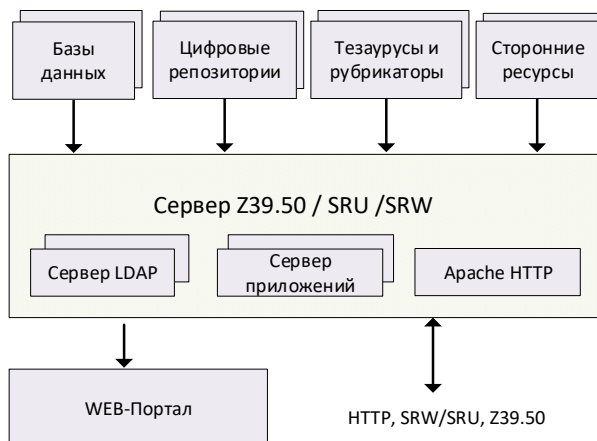 Базы
данных
Цифровые
репозитории
Тезаурусы и
рубрикаторы
Сторонние
ресурсы
Сервер Z39.50 / SRU /SRW
Сервер LDAP
Сервер
приложений
Apache HTTP
WEB-Портал
HTTP, SRW/SRU, Z39.50